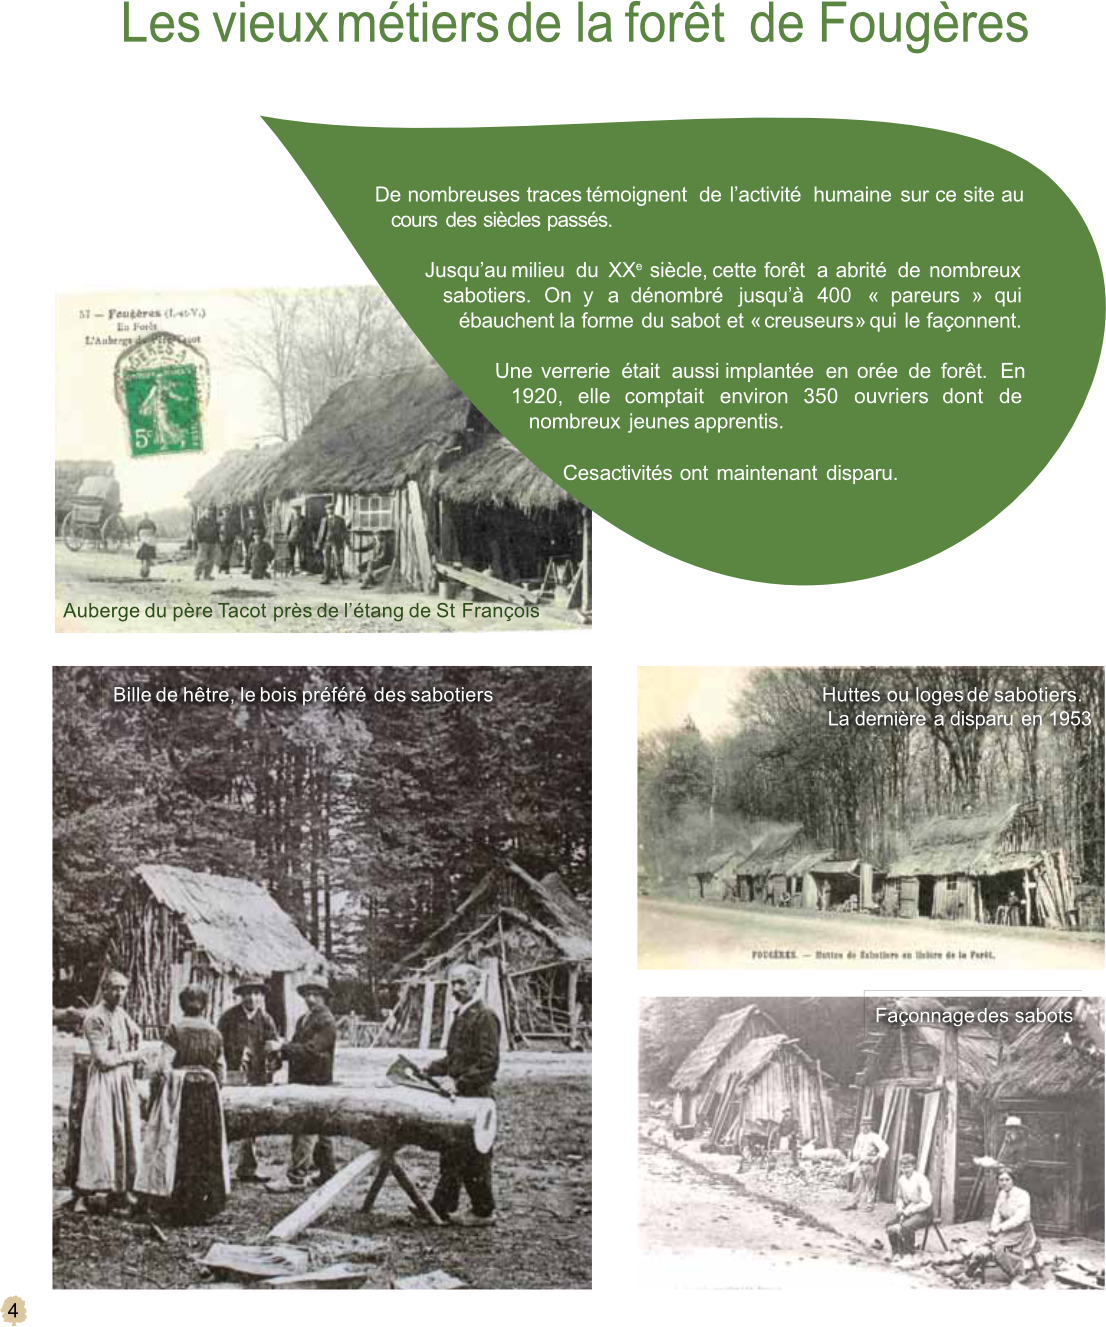 Les vieux métiers de la forêt de Fougères
De nombreuses traces témoignent de l’activité humaine sur ce site au
cours des siècles passés.
Jusqu’au milieu du XXe siècle, cette forêt a abrité de nombreux
sabotiers. On y a dénombré jusqu’à 400 « pareurs » qui
ébauchent la forme du sabot et « creuseurs » qui le façonnent.
Une verrerie était aussi implantée en orée de forêt. En
1920, elle comptait environ 350 ouvriers dont de
nombreux jeunes apprentis.
Cesactivités ont maintenant disparu.
57 — Fougères (I.-et-V.)
En Forêt
L'Auberge du Père Tacot
5c
Auberge du père Tacot près de l’étang de St François
Bille de hêtre, le bois préféré des sabotiers
Huttes ou loges de sabotiers.
La dernière a disparu en 1953
FOUGÈRES. — Huttes de Sabotiers en lisière de la Forêt.
Façonnage des sabots
4